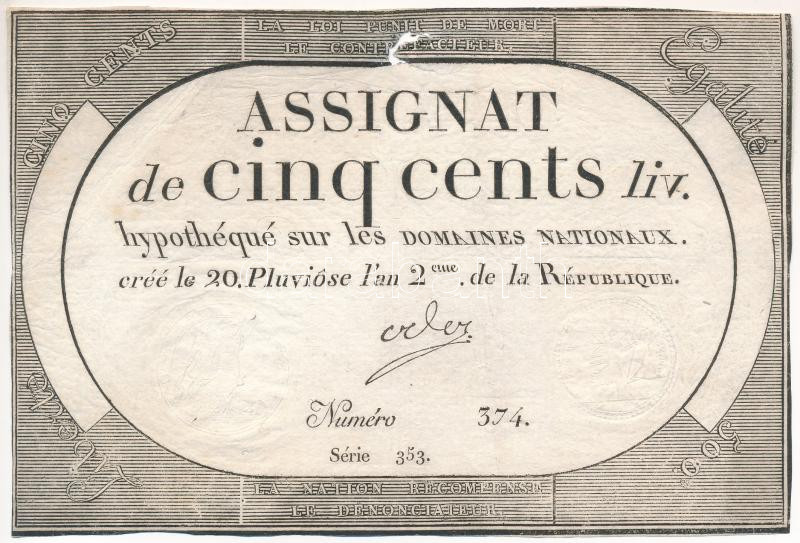 LA LOI PUNIT DE MORT
LE CONTREFACTEUR.
CINQ CENTS
Egalité
ASSIGNAT
de cinq cents liv.
hypothéqué sur les DOMAINES NATIONAUX.
créé le 20. Pluviôse l'an 2eme. de la RÉPUBLIQUE.
Numéro 374.
Série 353.
Liberté
500
LA NATION RÉCOMPENSE
LE DÉNONCIATEUR